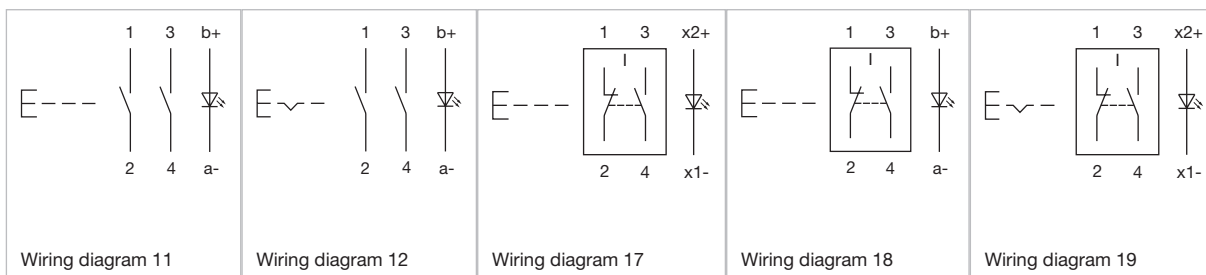 1 3 b+
2 4 a-
Wiring diagram 11
1 3 b+
2 4 a-
Wiring diagram 12
1 3 x2+
I
2 4 x1-
Wiring diagram 17
1 3 b+
I
2 4 a-
Wiring diagram 18
1 3 x2+
I
2 4 x1-
Wiring diagram 19